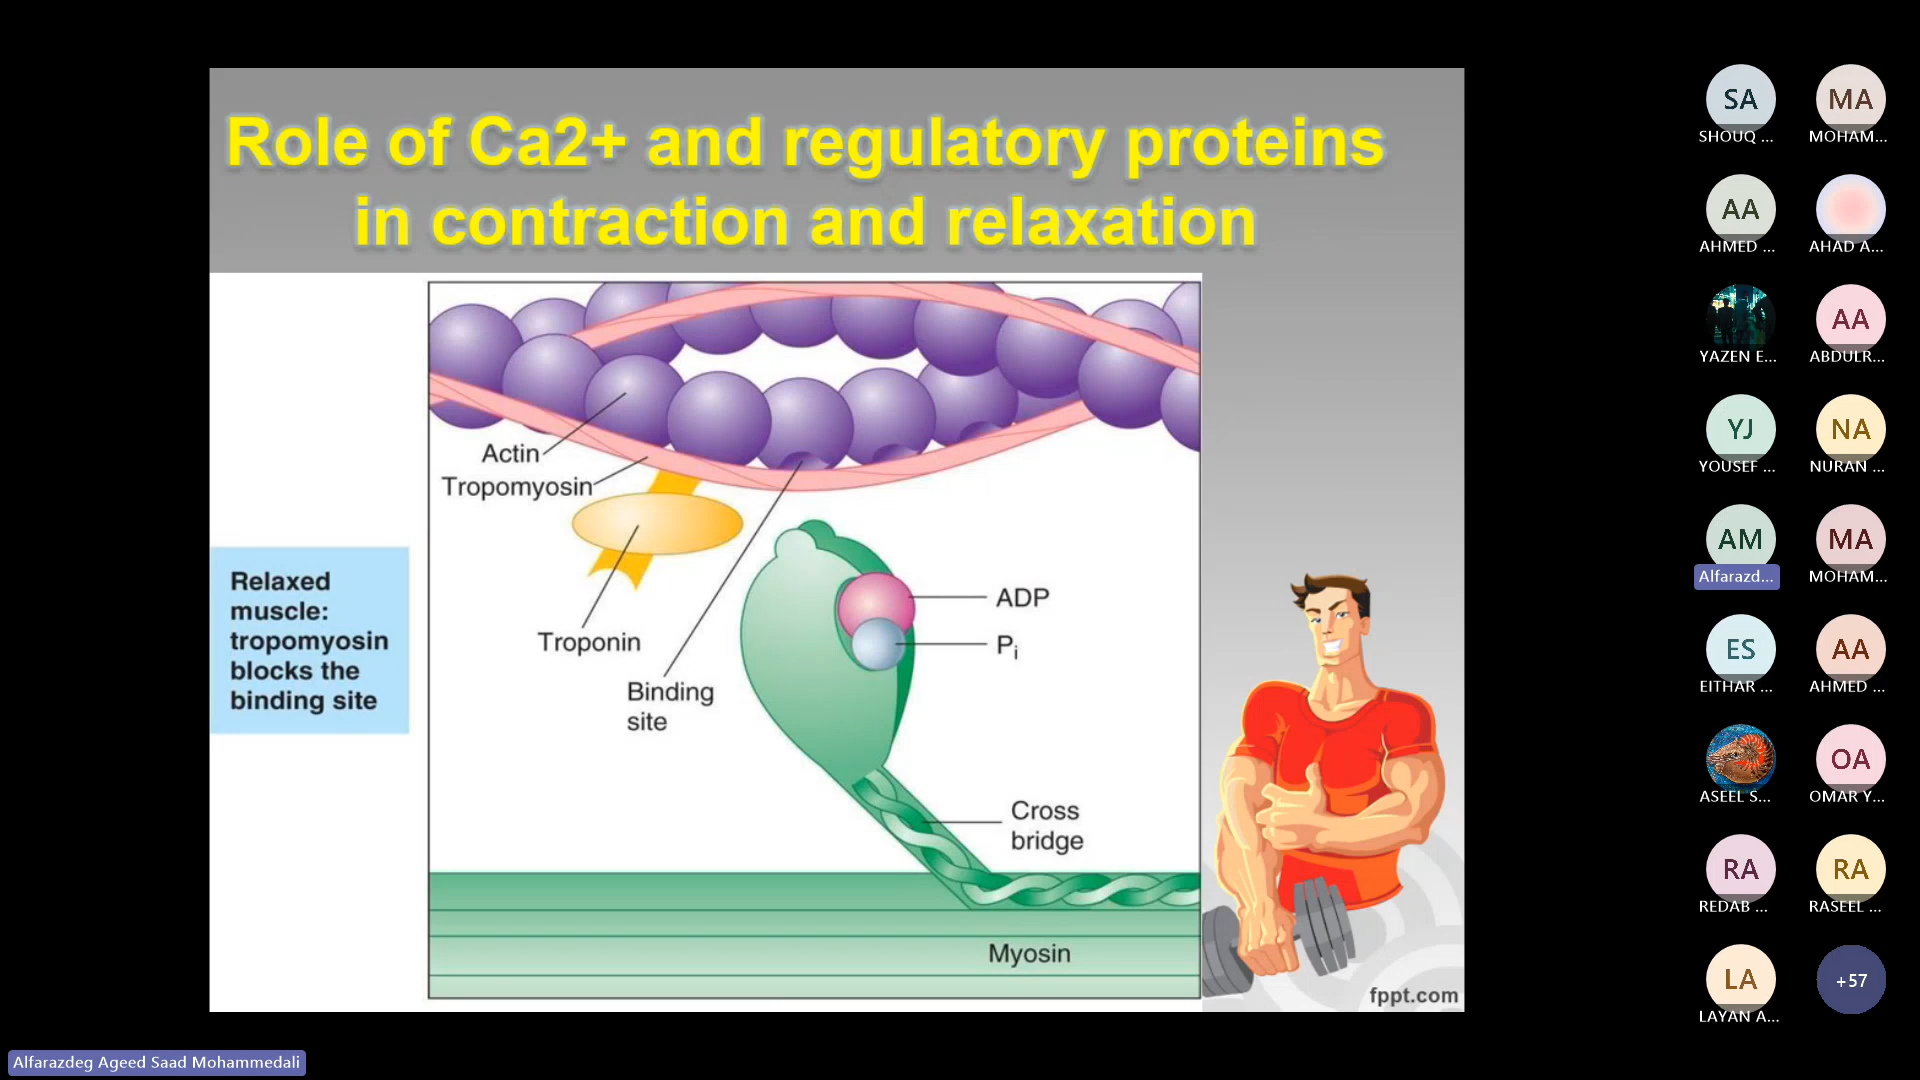 Role of Ca2+ and regulatory proteins
in contraction and relaxation
Actin
Tropomyosin
Troponin
Binding
site
ADP
Pi
Cross
bridge
Myosin
Relaxed
muscle:
tropomyosin
blocks the
binding site
fppt.com
SA
SHOUQ ...
MA
MOHAM...
AA
AHMED ...
AHAD A...
YAZEN E...
AA
ABDULR...
YJ
YOUSEF ...
NA
NURAN ...
AM
Alfarazd...
MA
MOHAM...
ES
EITHAR ...
AA
AHMED ...
ASEEL S...
OA
OMAR Y...
RA
REDAB ...
RA
RASEEL ...
LA
LAYAN A...
+57
Alfarazdeg Ageed Saad Mohammedali